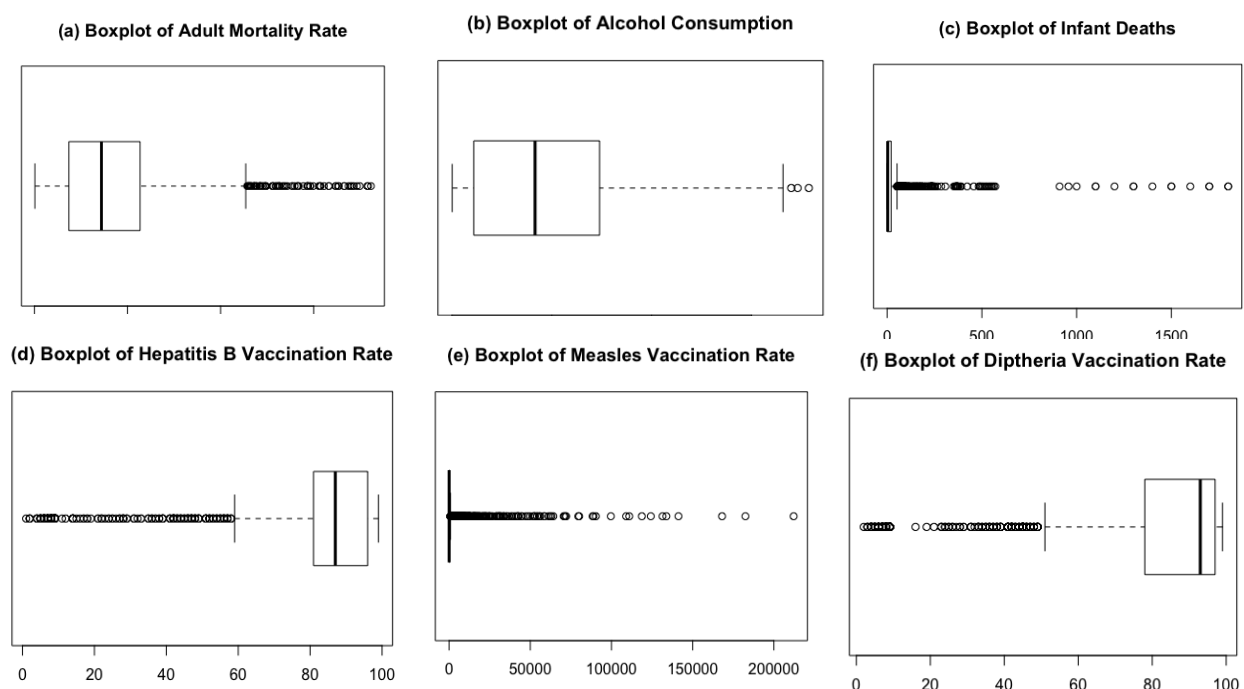 (a) Boxplot of Adult Mortality Rate
(b) Boxplot of Alcohol Consumption
(c) Boxplot of Infant Deaths
0 500 1000 1500
(d) Boxplot of Hepatitis B Vaccination Rate
(e) Boxplot of Measles Vaccination Rate
(f) Boxplot of Diptheria Vaccination Rate
0 20 40 60 80 100
0 50000 100000 150000 200000
0 20 40 60 80 100